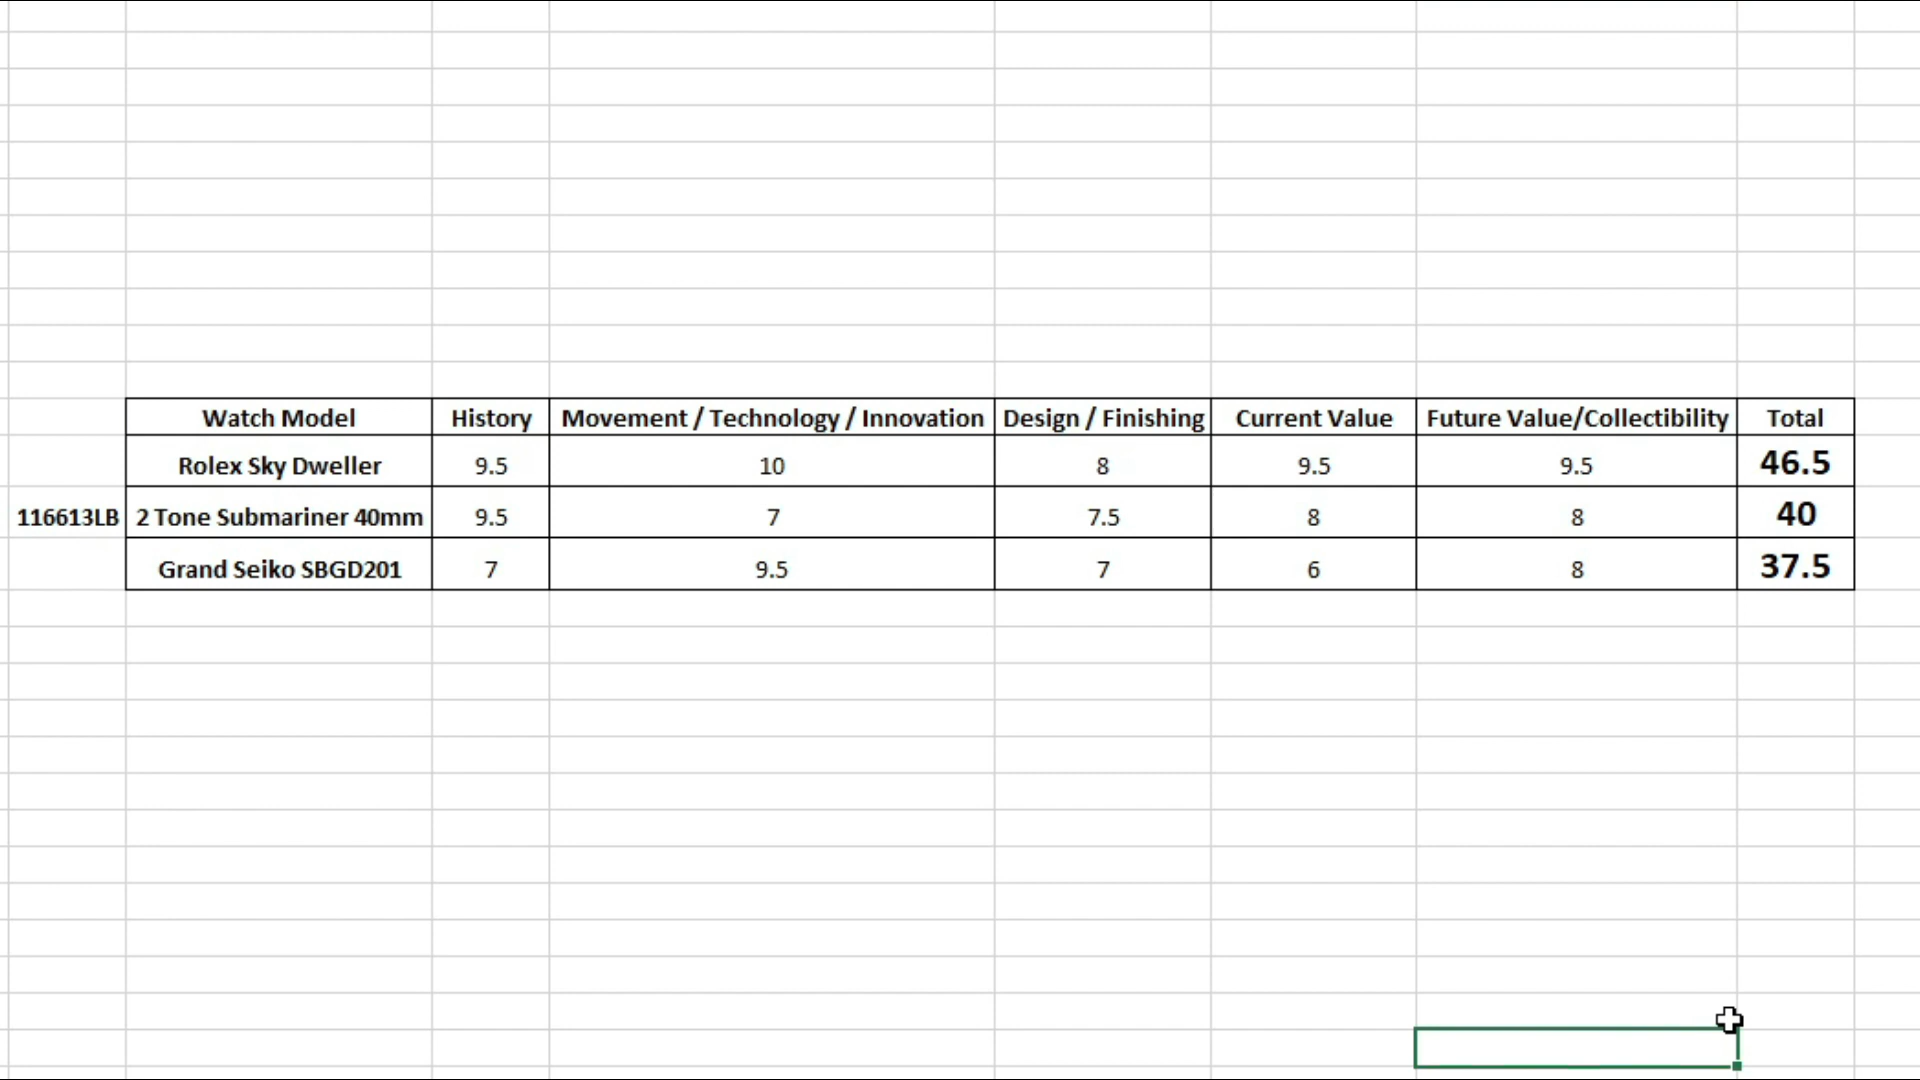 Watch Model History Movement / Technology / Innovation Design / Finishing Current Value Future Value/Collectibility Total
Rolex Sky Dweller 9.5 10 8 9.5 9.5 46.5
116613LB 2 Tone Submariner 40mm 9.5 7 7.5 8 8 40
Grand Seiko SBGD201 7 9.5 7 6 8 37.5